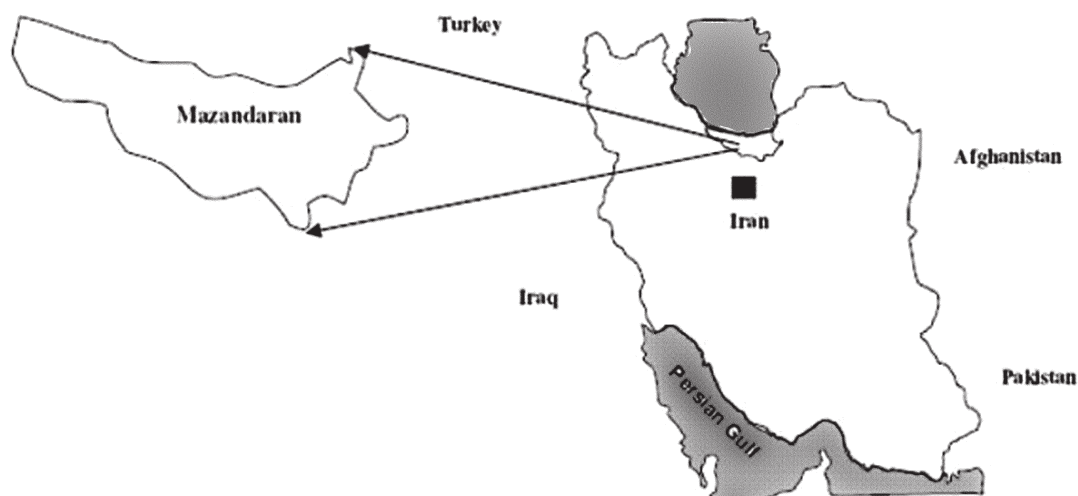 Turkey
Mazandaran
Afghanistan
Iran
Iraq
Pakistan
Persian Gulf